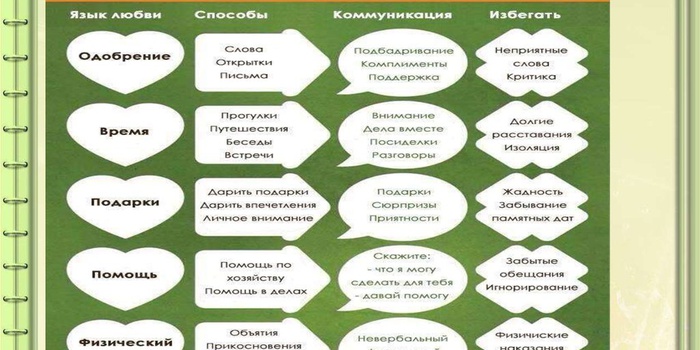 Язык любви Способы Коммуникация Избегать
Одобрение
Слова
Открытки
Письма
Подбадривание
Комплименты
Поддержка
Неприятные
слова
Критика
Время
Прогулки
Путешествия
Беседы
Встречи
Внимание
Дела вместе
Посиделки
Разговоры
Долгие
расставания
Изоляция
Подарки
Дарить подарки
Дарить впечетления
Личное внимание
Подарки
Сюрпризы
Приятности
Жадность
Забывание
памятных дат
Помощь
Помощь по
хозяйству
Помощь в делах
Скажите:
- что я могу
сделать для тебя
- давай помогу
Забытые
обещания
Игнорирование
Физический
Объятия
Прикосновения
Невербальный
Физичиские
наказания